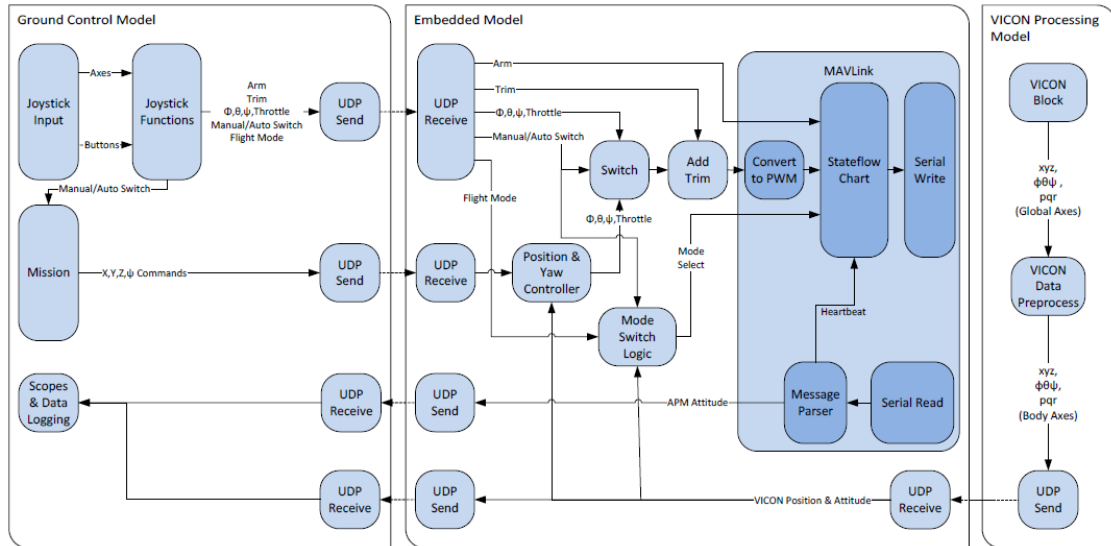 Ground Control Model
Joystick
Input
Axes
Buttons
Joystick
Functions
Arm
Trim
Φ,θ,ψ,Throttle
Manual/Auto Switch
Flight Mode
UDP
Send
Manual/Auto Switch
Mission
X,Y,Z,ψ Commands
UDP
Send
Scopes
& Data
Logging
UDP
Receive
UDP
Receive
Embedded Model
UDP
Receive
Arm
Trim
Φ,θ,ψ,Throttle
Manual/Auto Switch
Flight Mode
Switch
Add
Trim
Φ,θ,ψ,Throttle
UDP
Receive
Position &
Yaw
Controller
Mode
Switch
Logic
Mode
Select
MAVLink
Convert
to PWM
Stateflow
Chart
Serial
Write
Heartbeat
Message
Parser
Serial Read
APM Attitude
UDP
Send
UDP
Send
VICON Position & Attitude
UDP
Receive
VICON Processing
Model
VICON
Block
xyz,
φθψ ,
pqr
(Global Axes)
VICON
Data
Preprocess
xyz,
φθψ,
pqr
(Body Axes)
UDP
Send